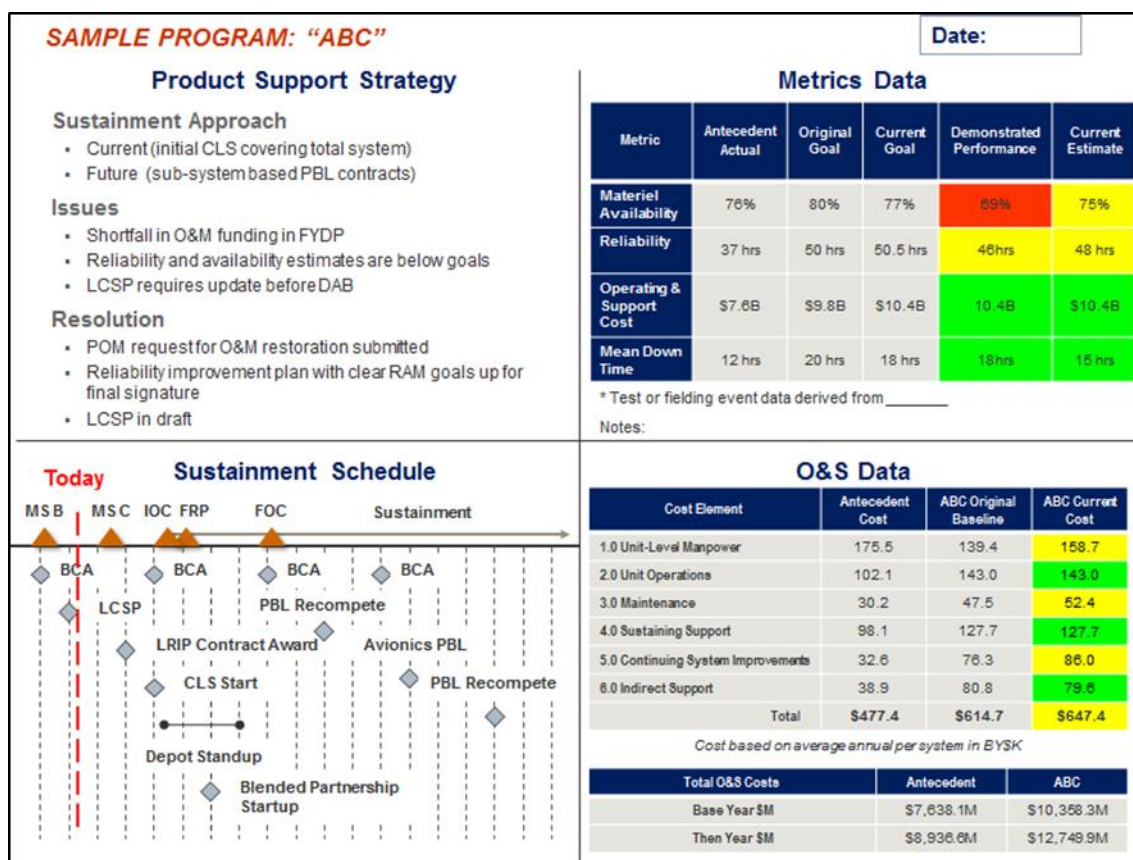 SAMPLE PROGRAM: “ABC”
Date:
Product Support Strategy
Sustainment Approach
▪ Current (initial CLS covering total system)
▪ Future (sub-system based PBL contracts)
Issues
▪ Shortfall in O&M funding in FYDP
▪ Reliability and availability estimates are below goals
▪ LCSP requires update before DAB
Resolution
▪ POM request for O&M restoration submitted
▪ Reliability improvement plan with clear RAM goals up for
final signature
▪ LCSP in draft
Metrics Data
Metric Antecedent Actual Original Goal Current Goal Demonstrated Performance Current Estimate
Materiel Availability 76% 80% 77% 69% 75%
Reliability 37 hrs 50 hrs 50.5 hrs 46hrs 48 hrs
Operating & Support Cost $7.6B $9.8B $10.4B 10.4B $10.4B
Mean Down Time 12 hrs 20 hrs 18 hrs 18hrs 15 hrs
* Test or fielding event data derived from _______
Notes:
Sustainment Schedule
Today
MS B MS C IOC FRP FOC Sustainment
BCA BCA BCA BCA
LCSP PBL Recompete
LRIP Contract Award Avionics PBL
CLS Start PBL Recompete
Depot Standup
Blended Partnership
Startup
O&S Data
Cost Element Antecedent Cost ABC Original Baseline ABC Current Cost
1.0 Unit-Level Manpower 175.5 139.4 158.7
2.0 Unit Operations 102.1 143.0 143.0
3.0 Maintenance 30.2 47.5 52.4
4.0 Sustaining Support 98.1 127.7 127.7
5.0 Continuing System Improvements 32.6 76.3 86.0
6.0 Indirect Support 38.9 80.8 79.6
Total $477.4 $614.7 $647.4
Cost based on average annual per system in BY$K
Total O&S Costs Antecedent ABC
Base Year $M $7,638.1M $10,358.3M
Then Year $M $8,936.6M $12,749.9M